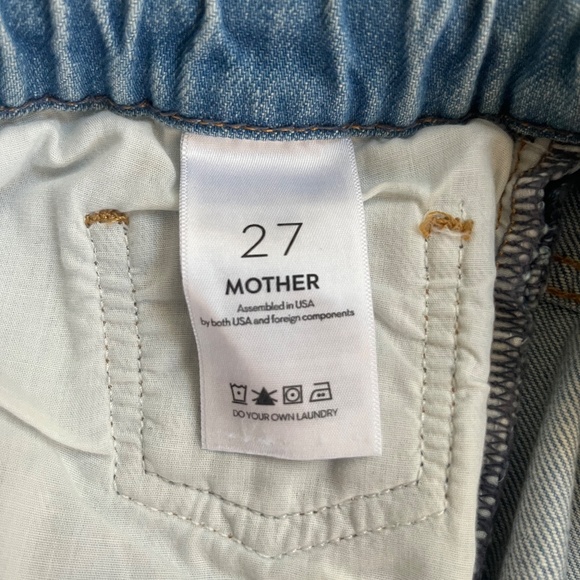 27
MOTHER
Assembled in USA
by both USA and foreign components
DO YOUR OWN LAUNDRY